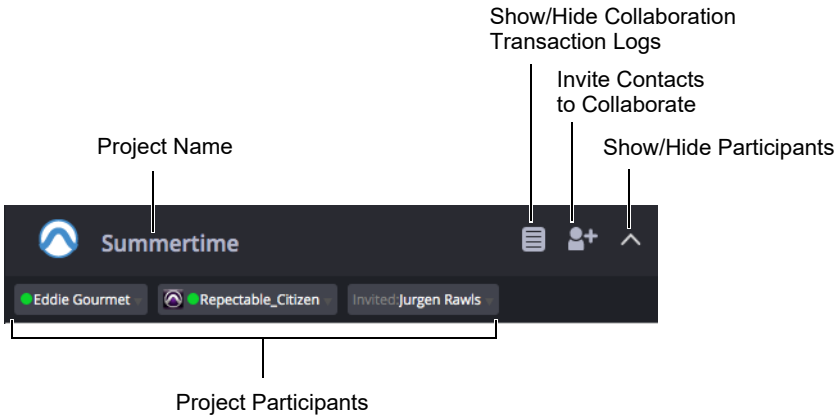 Show/Hide Collaboration
Transaction Logs
Invite Contacts
to Collaborate
Project Name
Show/Hide Participants
Summertime
Eddie Gourmet
Repectable_Citizen
Invited:Jurgen Rawls
Project Participants